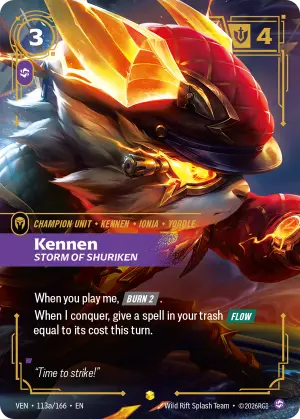 3
4
CHAMPION UNIT • KENNEN • IONIA • YORDLE
Kennen
STORM OF SHURIKEN
When you play me, BURN 2 .
When I conquer, give a spell in your trash FLOW
equal to its cost this turn.
"Time to strike!"
VEN • 113a/166 • EN
Wild Rift Splash Team • ©2026RGI